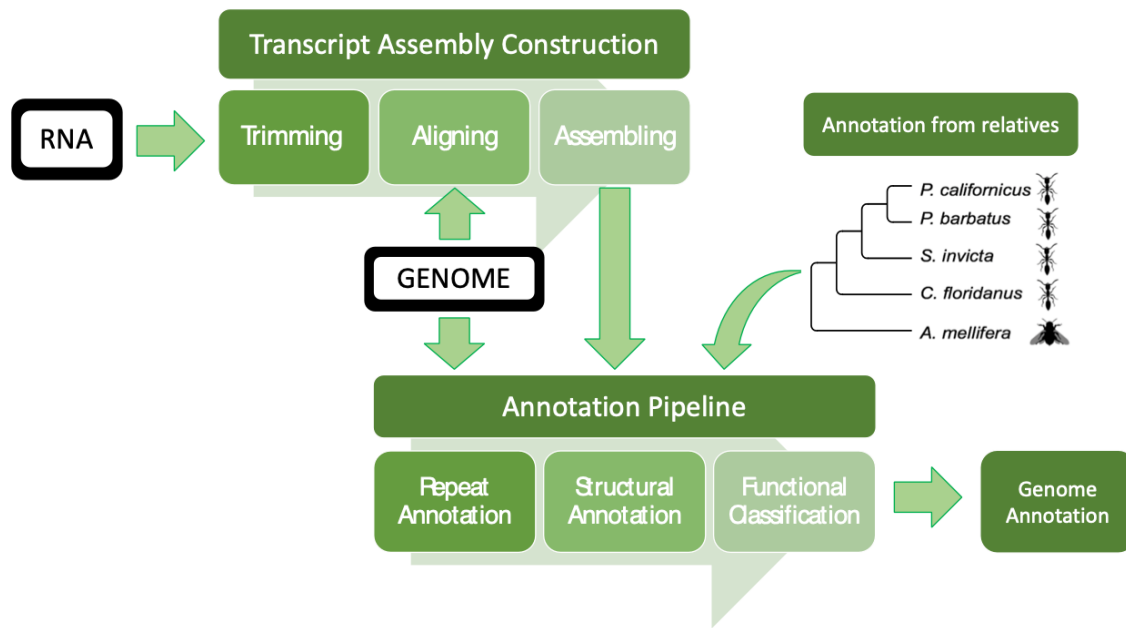 Transcript Assembly Construction
RNA
Trimming
Aligning
Assembling
GENOME
Annotation from relatives
P. californicus
P. barbatus
S. invicta
C. floridanus
A. mellifera
Annotation Pipeline
Repeat
Annotation
Structural
Annotation
Functional
Classification
Genome
Annotation